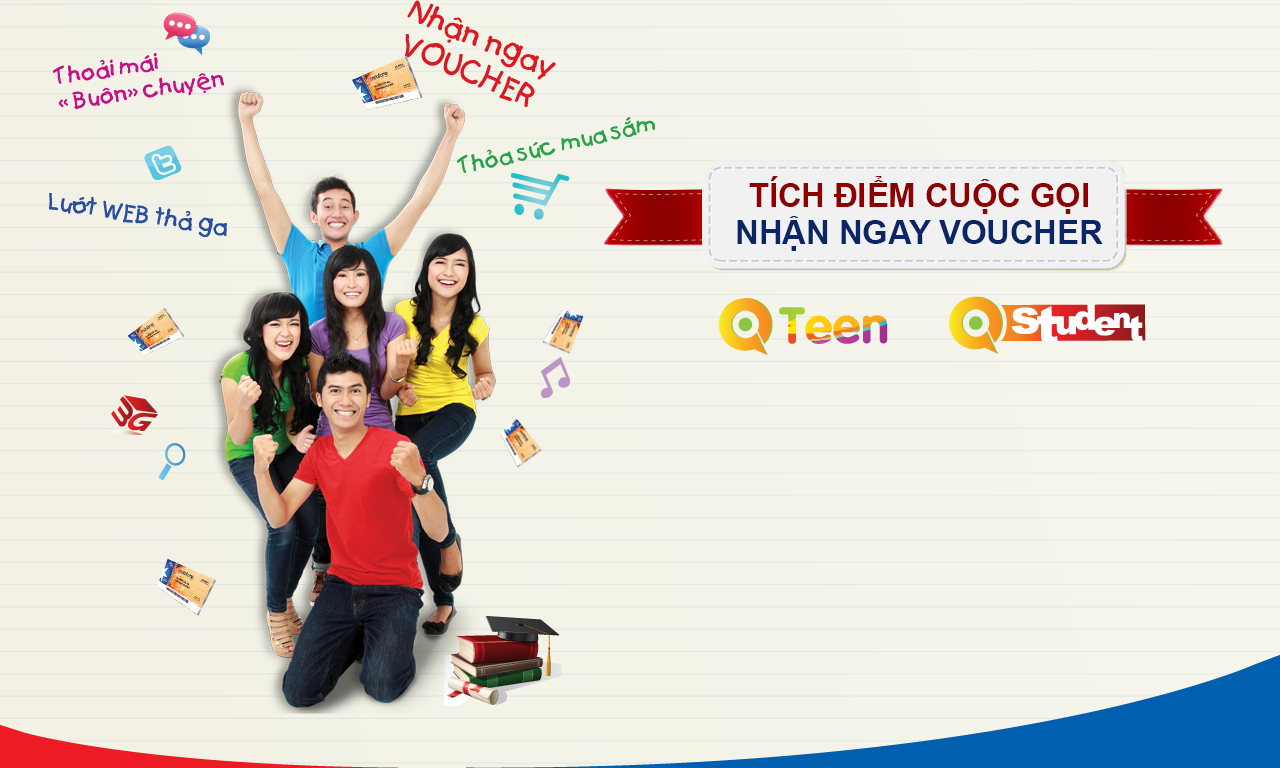 Nhận ngay
VOUCHER
Thoải mái
«Buôn» chuyện
Thỏa sức mua sắm
Lướt WEB thả ga
TÍCH ĐIỂM CUỘC GỌI
NHẬN NGAY VOUCHER
Teen
Student
3G